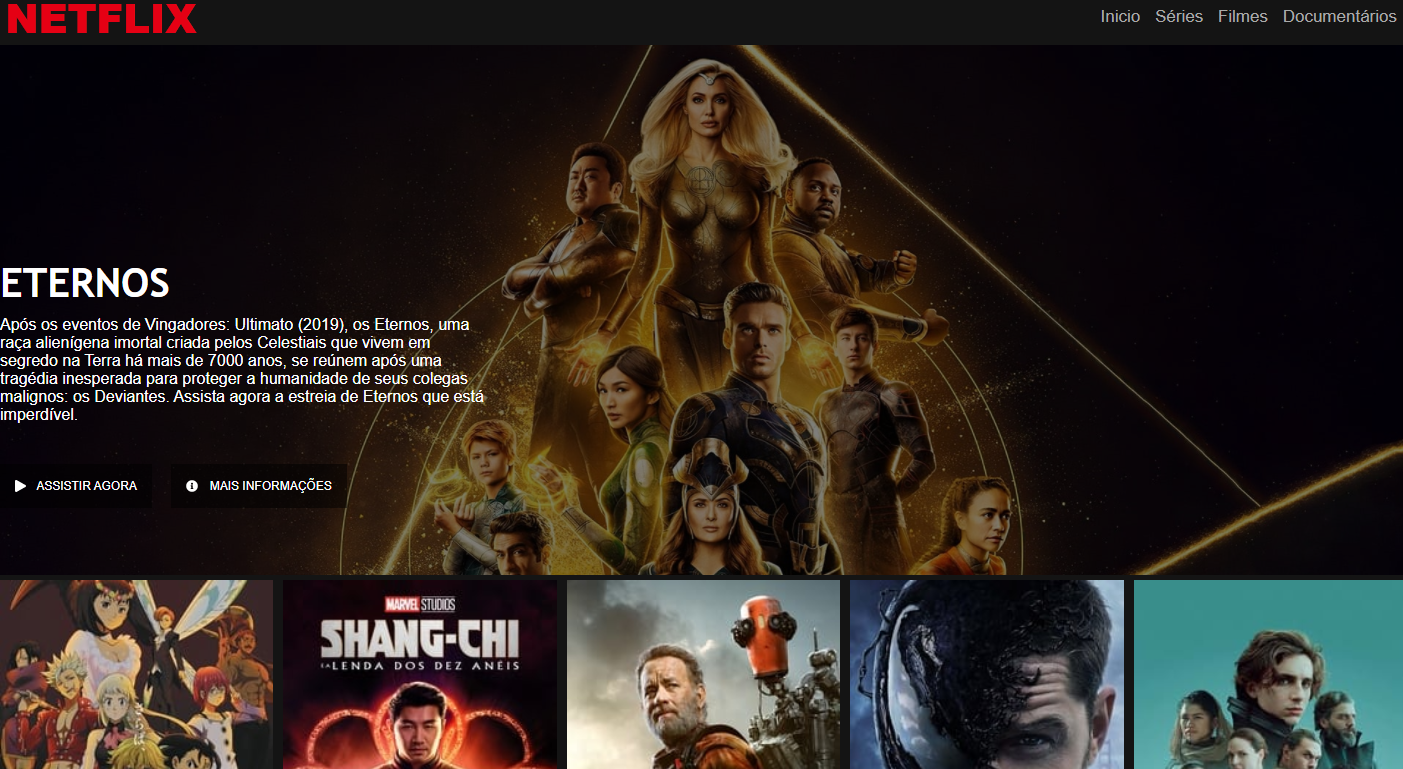 NETFLIX
Inicio Séries Filmes Documentários
ETERNOS
Após os eventos de Vingadores: Ultimato (2019), os Eternos, uma
raça alienígena imortal criada pelos Celestiais que vivem em
segredo na Terra há mais de 7000 anos, se reúnem após uma
tragédia inesperada para proteger a humanidade de seus colegas
malignos: os Deviantes. Assista agora a estreia de Eternos que está
imperdível.
ASSISTIR AGORA
MAIS INFORMAÇÕES
MARVEL STUDIOS
SHANG-CHI
E A LENDA DOS DEZ ANÉIS